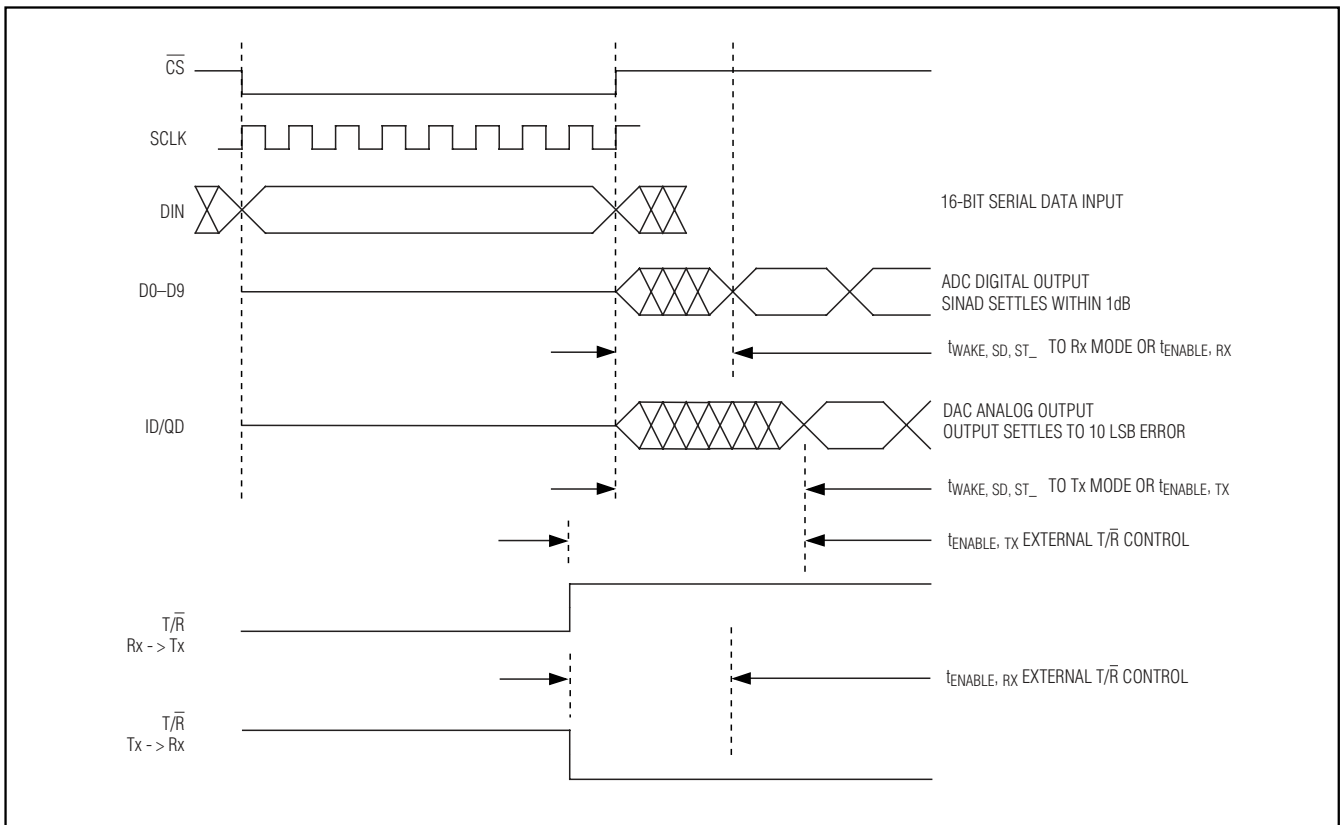 C̅S̅
SCLK
DIN
16-BIT SERIAL DATA INPUT
D0–D9
ADC DIGITAL OUTPUT
SINAD SETTLES WITHIN 1dB
tWAKE, SD, ST_ TO Rx MODE OR tENABLE, RX
ID/QD
DAC ANALOG OUTPUT
OUTPUT SETTLES TO 10 LSB ERROR
tWAKE, SD, ST_ TO Tx MODE OR tENABLE, TX
tENABLE, TX EXTERNAL T/R̅ CONTROL
T/R̅
Rx - > Tx
tENABLE, RX EXTERNAL T/R̅ CONTROL
T/R̅
Tx - > Rx